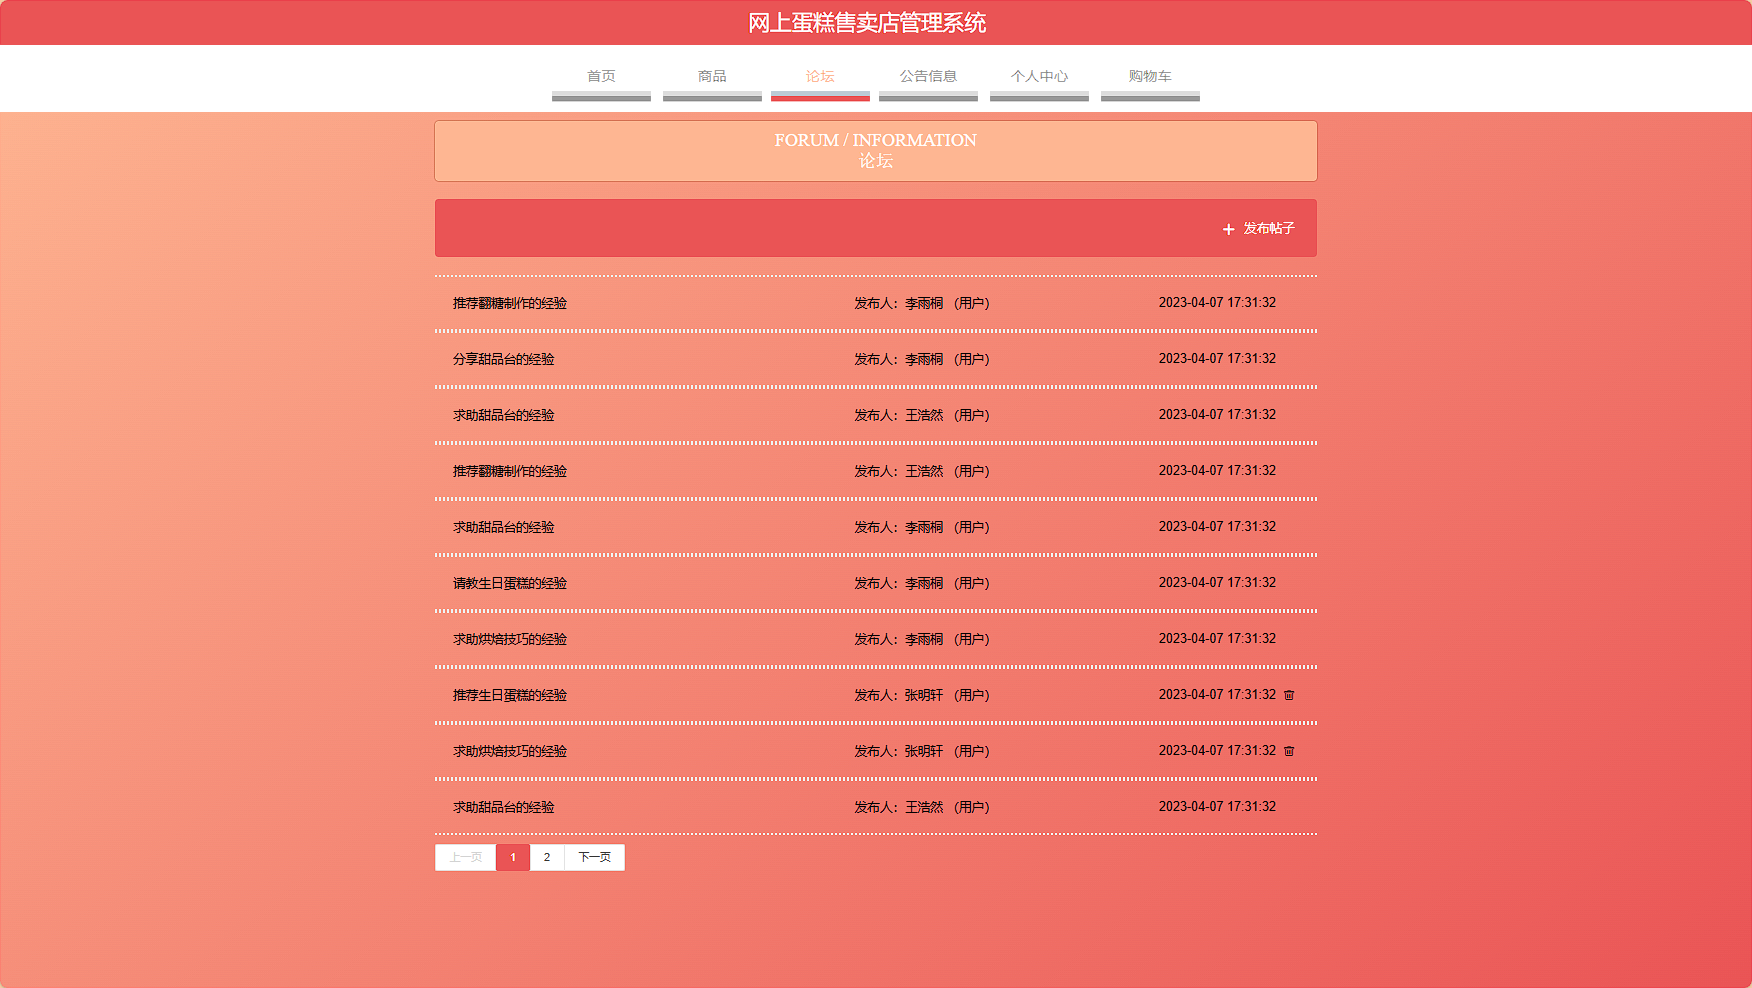 网上蛋糕售卖店管理系统
首页 商品 论坛 公告信息 个人中心 购物车
FORUM / INFORMATION
论坛
发布帖子
推荐翻糖制作的经验 发布人：李雨桐 （用户） 2023-04-07 17:31:32
分享甜品台的经验 发布人：李雨桐 （用户） 2023-04-07 17:31:32
求助甜品台的经验 发布人：王浩然 （用户） 2023-04-07 17:31:32
推荐翻糖制作的经验 发布人：王浩然 （用户） 2023-04-07 17:31:32
求助甜品台的经验 发布人：李雨桐 （用户） 2023-04-07 17:31:32
请教生日蛋糕的经验 发布人：李雨桐 （用户） 2023-04-07 17:31:32
求助烘焙技巧的经验 发布人：李雨桐 （用户） 2023-04-07 17:31:32
推荐生日蛋糕的经验 发布人：张明轩 （用户） 2023-04-07 17:31:32
求助烘焙技巧的经验 发布人：张明轩 （用户） 2023-04-07 17:31:32
求助甜品台的经验 发布人：王浩然 （用户） 2023-04-07 17:31:32
上一页 1 2 下一页